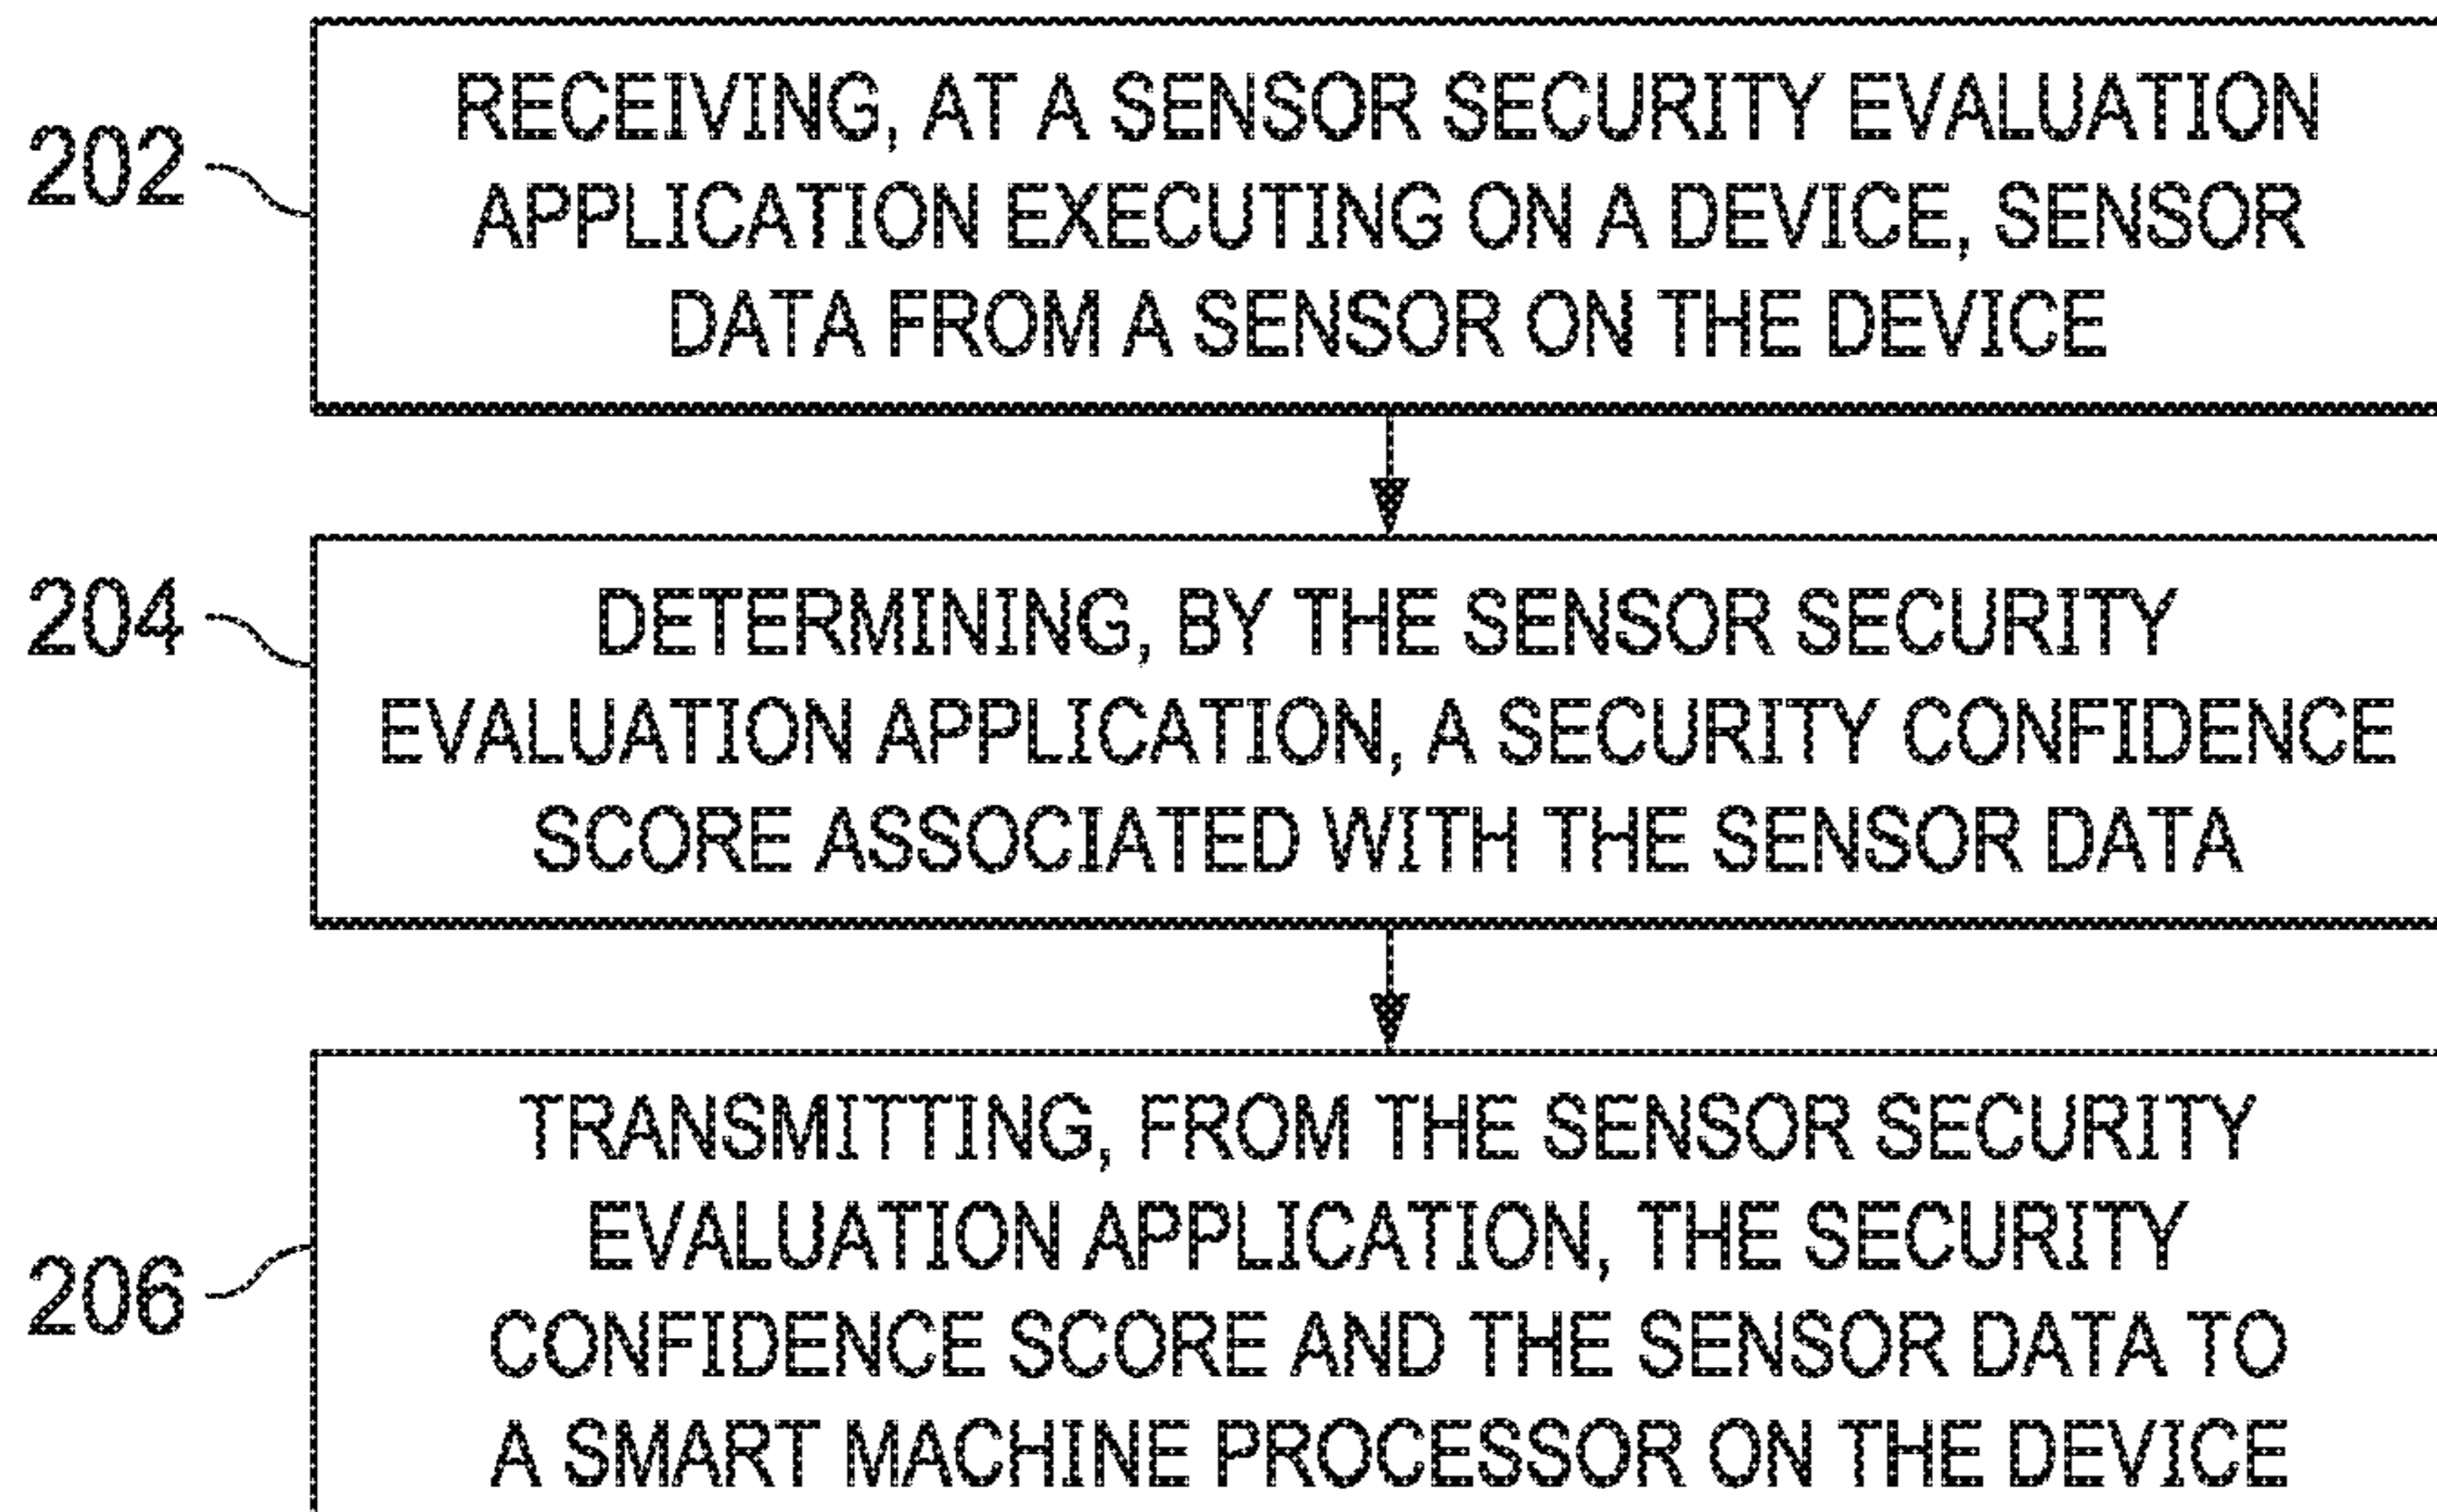 202
RECEIVING, AT A SENSOR SECURITY EVALUATION
APPLICATION EXECUTING ON A DEVICE, SENSOR
DATA FROM A SENSOR ON THE DEVICE
204
DETERMINING, BY THE SENSOR SECURITY
EVALUATION APPLICATION, A SECURITY CONFIDENCE
SCORE ASSOCIATED WITH THE SENSOR DATA
206
TRANSMITTING, FROM THE SENSOR SECURITY
EVALUATION APPLICATION, THE SECURITY
CONFIDENCE SCORE AND THE SENSOR DATA TO
A SMART MACHINE PROCESSOR ON THE DEVICE